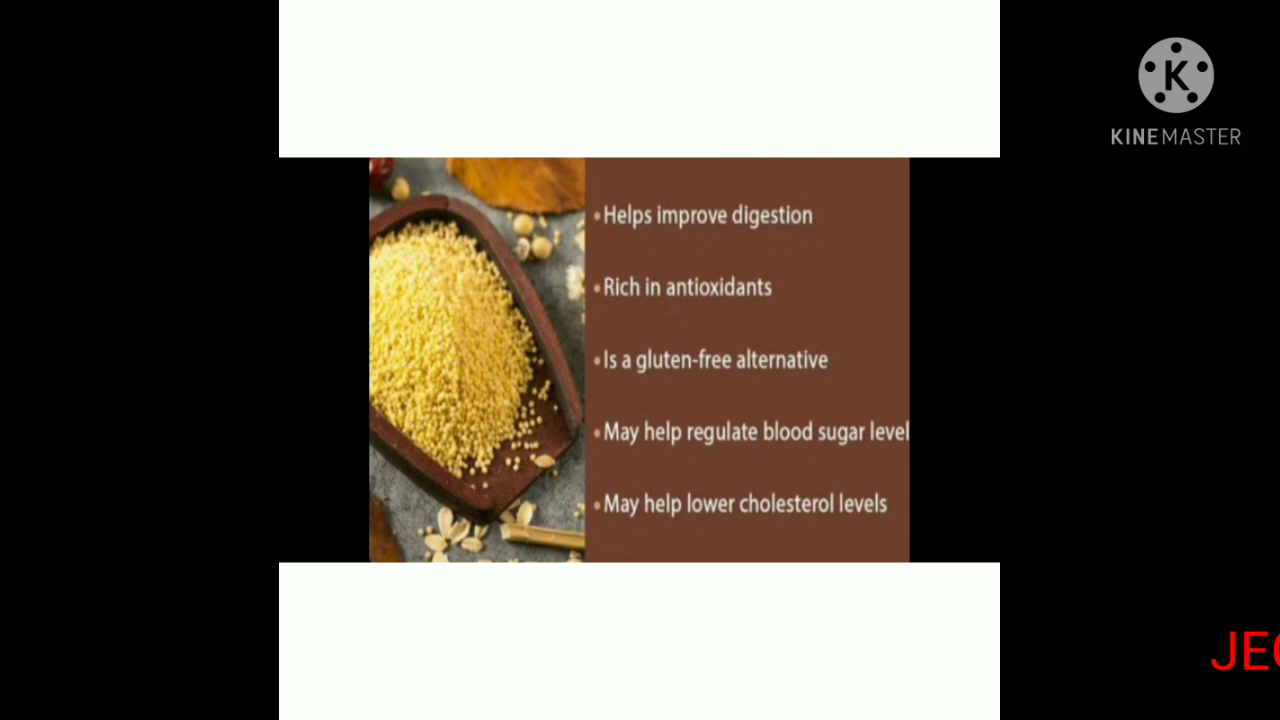 K
KINEMASTER
•Helps improve digestion
•Rich in antioxidants
•Is a gluten-free alternative
•May help regulate blood sugar level
•May help lower cholesterol levels